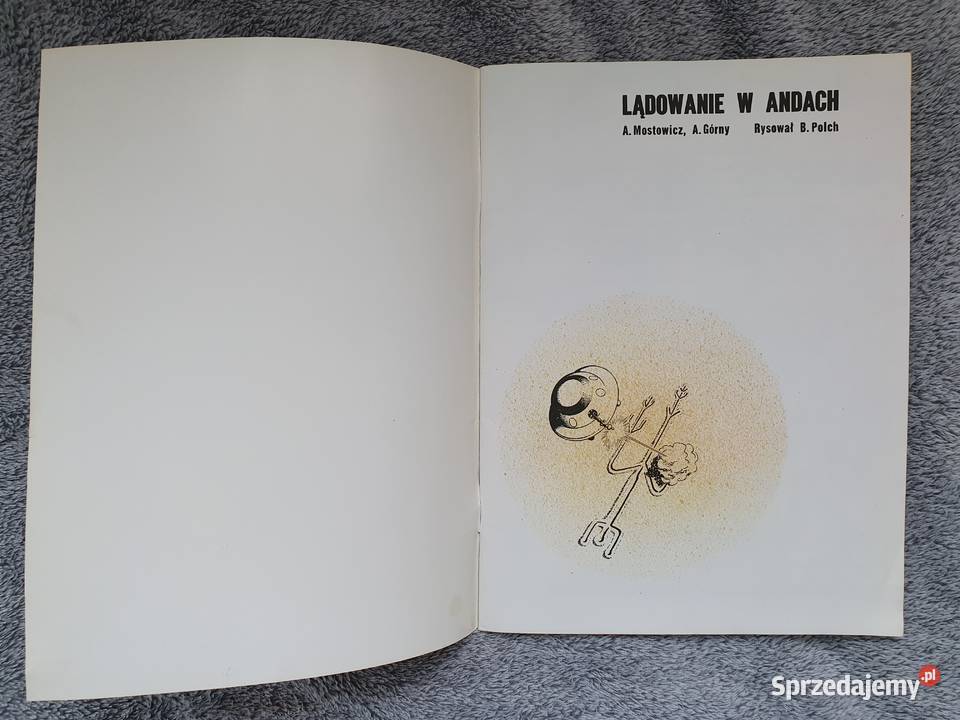 LĄDOWANIE W ANDACH
A. Mostowicz, A. Górny Rysował B. Polch
Sprzedajemy.pl